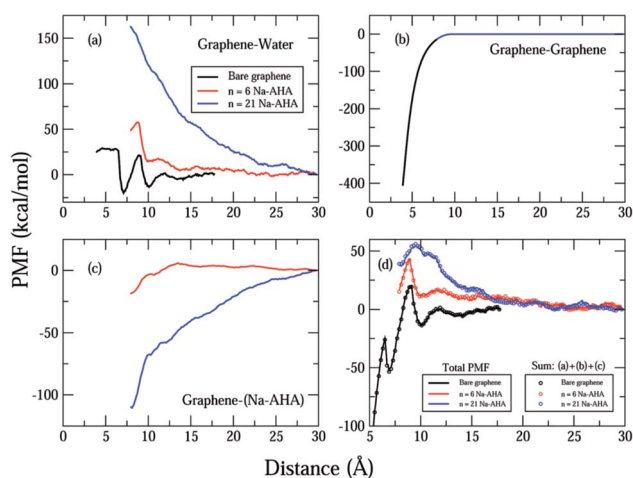 (a)
Graphene-Water
Bare graphene
n = 6 Na-AHA
n = 21 Na-AHA
150
100
50
0
0 5 10 15 20 25 30
(b)
Graphene-Graphene
0
-100
-200
-300
-400
0 5 10 15 20 25 30
PMF (kcal/mol)
(c)
Graphene-(Na-AHA)
0
-50
-100
0 5 10 15 20 25 30
(d)
Total PMF
Bare graphene
n = 6 Na-AHA
n = 21 Na-AHA
Sum: (a)+(b)+(c)
Bare graphene
n = 6 Na-AHA
n = 21 Na-AHA
50
0
-50
-100
5 10 15 20 25 30
Distance (Å)